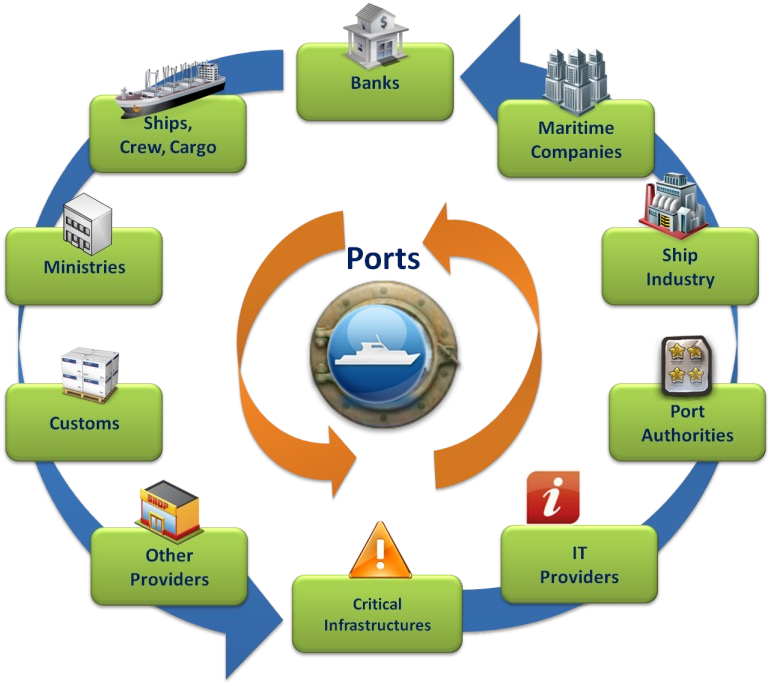 Banks
Maritime
Companies
Ships,
Crew, Cargo
Ministries
Ports
Ship
Industry
Customs
Port
Authorities
SHOP
Other
Providers
i
IT
Providers
!
Critical
Infrastructures
$